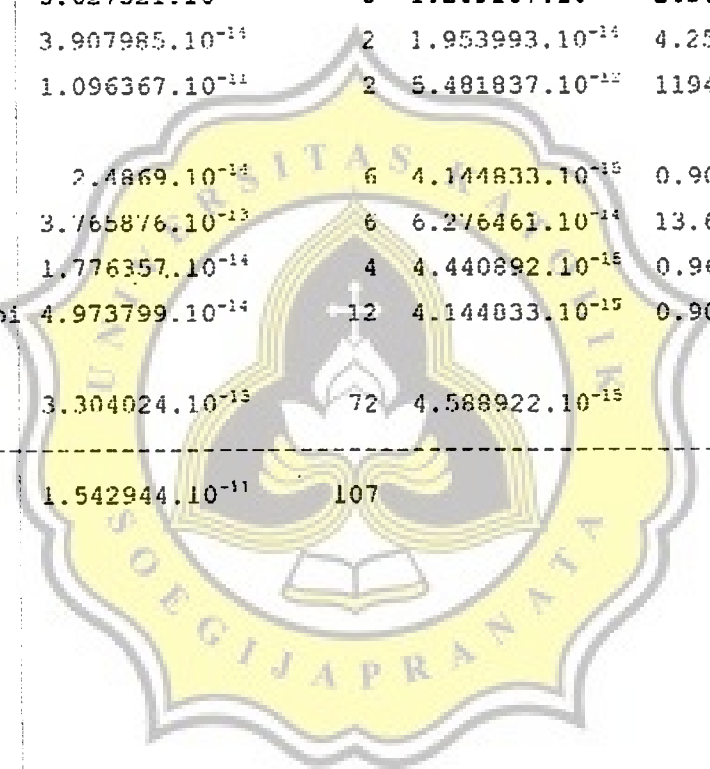 3.907985.10⁻¹⁴ 2 1.953993.10⁻¹⁴ 4.25
1.096367.10⁻¹¹ 2 5.481837.10⁻¹² 1194
2.4869.10⁻¹⁴ 6 4.144833.10⁻¹⁵ 0.90
3.765876.10⁻¹³ 6 6.276461.10⁻¹⁴ 13.6
1.776357.10⁻¹⁴ 4 4.440892.10⁻¹⁵ 0.96
pi 4.973799.10⁻¹⁴ 12 4.144833.10⁻¹⁵ 0.90
3.304024.10⁻¹³ 72 4.588922.10⁻¹⁵
1.542944.10⁻¹¹ 107
UNIVERSITAS KATOLIK
SOEGIJAPRANATA